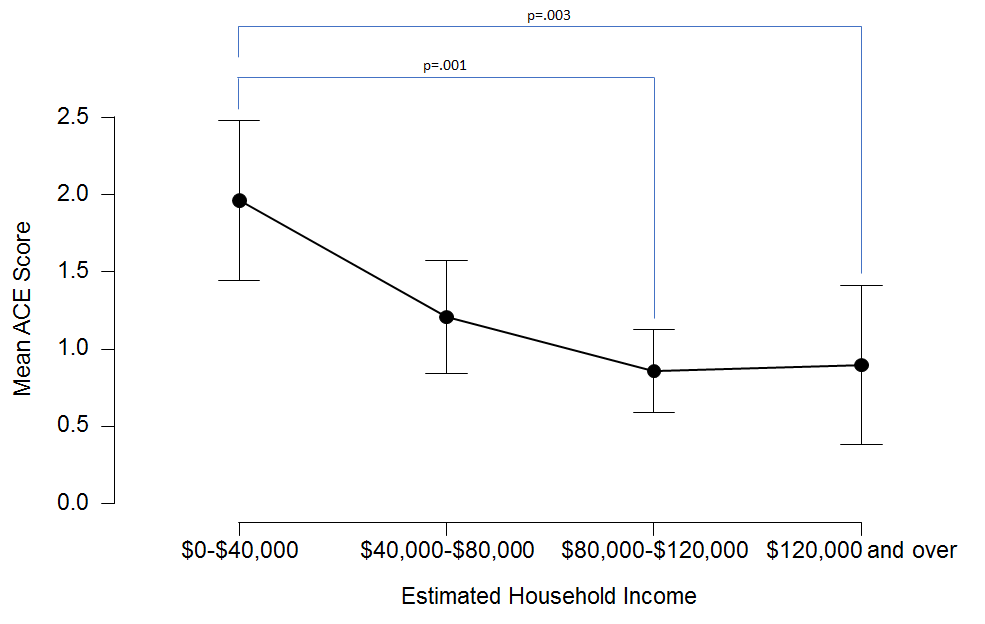 p=.003
p=.001
2.5
2.0
1.5
1.0
0.5
0.0
Mean ACE Score
$0-$40,000
$40,000-$80,000
$80,000-$120,000
$120,000 and over
Estimated Household Income